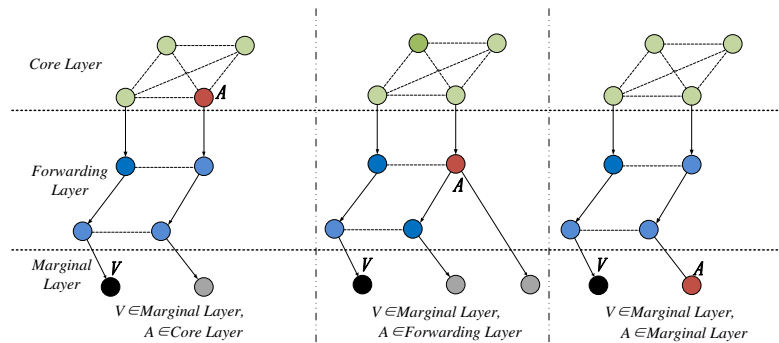 Core Layer
A
Forwarding
Layer
A
Marginal
Layer
V
V
V
A
V∈Marginal Layer,
A∈Core Layer
V∈Marginal Layer,
A∈Forwarding Layer
V∈Marginal Layer,
A∈Marginal Layer